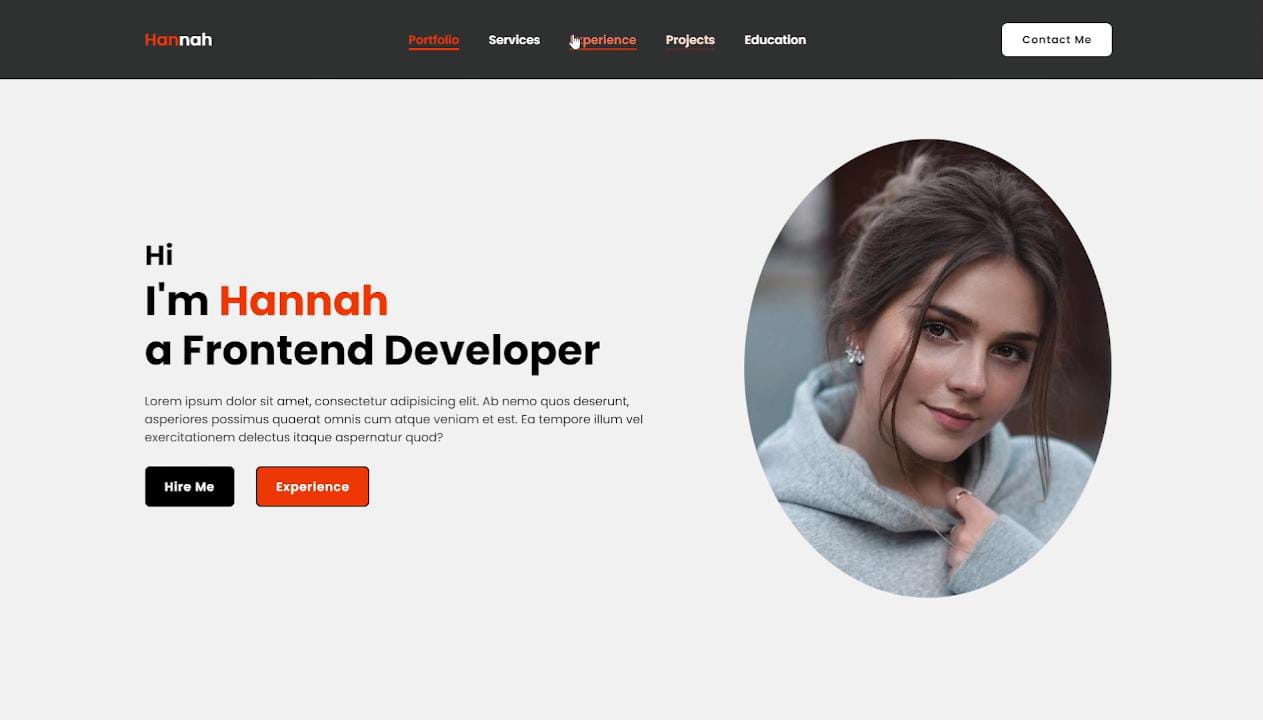 Hannah
Portfolio Services Experience Projects Education
Contact Me
Hi
I'm Hannah
a Frontend Developer
Lorem ipsum dolor sit amet, consectetur adipisicing elit. Ab nemo quos deserunt,
asperiores possimus quaerat omnis cum atque veniam et est. Ea tempore illum vel
exercitationem delectus itaque aspernatur quod?
Hire Me
Experience